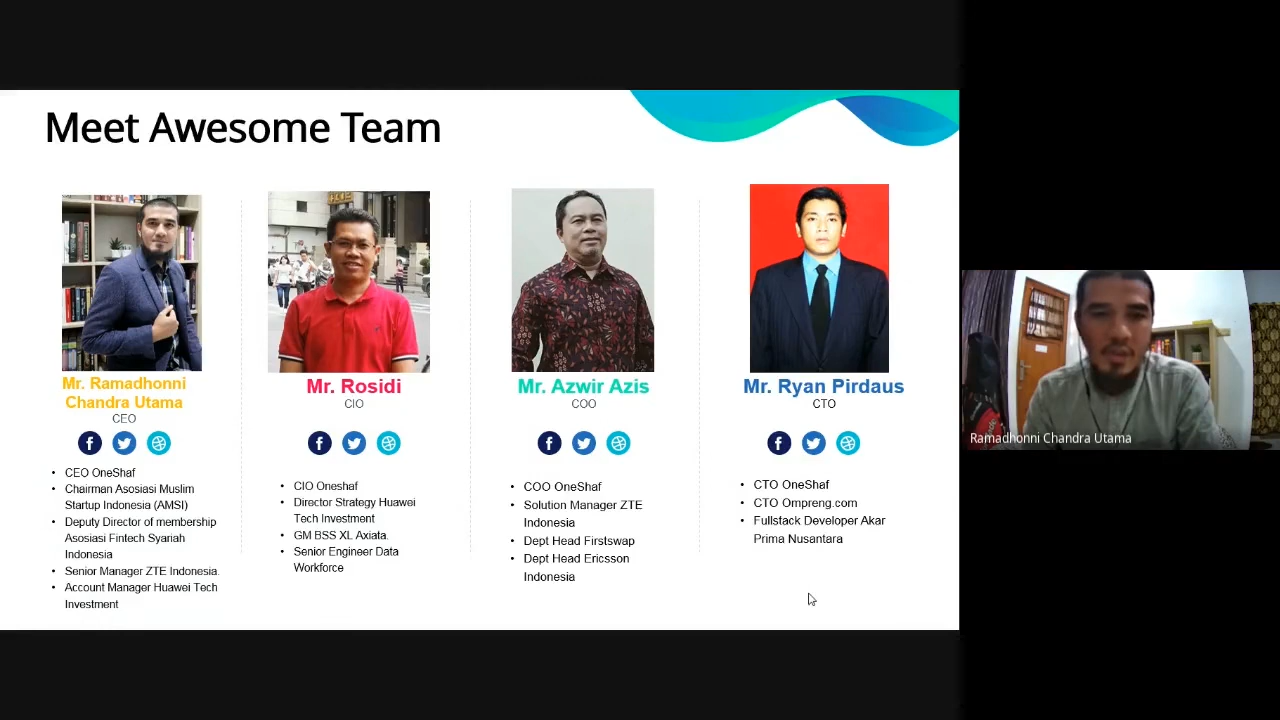 Meet Awesome Team
Mr. Ramadhonni
Chandra Utama
CEO
• CEO OneShaf
• Chairman Asosiasi Muslim
Startup Indonesia (AMSI)
• Deputy Director of membership
Asosiasi Fintech Syariah
Indonesia
• Senior Manager ZTE Indonesia.
• Account Manager Huawei Tech
Investment
Mr. Rosidi
CIO
• CIO Oneshaf
• Director Strategy Huawei
Tech Investment
• GM BSS XL Axiata.
• Senior Engineer Data
Workforce
Mr. Azwir Azis
COO
• COO OneShaf
• Solution Manager ZTE
Indonesia
• Dept Head Firstswap
• Dept Head Ericsson
Indonesia
Mr. Ryan Pirdaus
CTO
• CTO OneShaf
• CTO Ompreng.com
• Fullstack Developer Akar
Prima Nusantara
Ramadhonni Chandra Utama